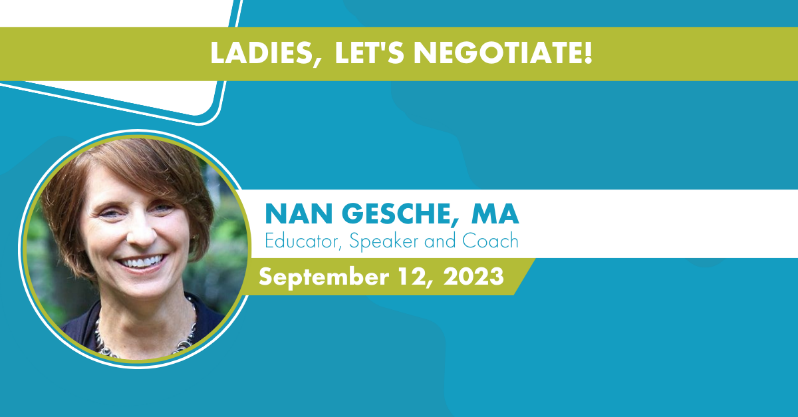 LADIES, LET'S NEGOTIATE!
NAN GESCHE, MA
Educator, Speaker and Coach
September 12, 2023